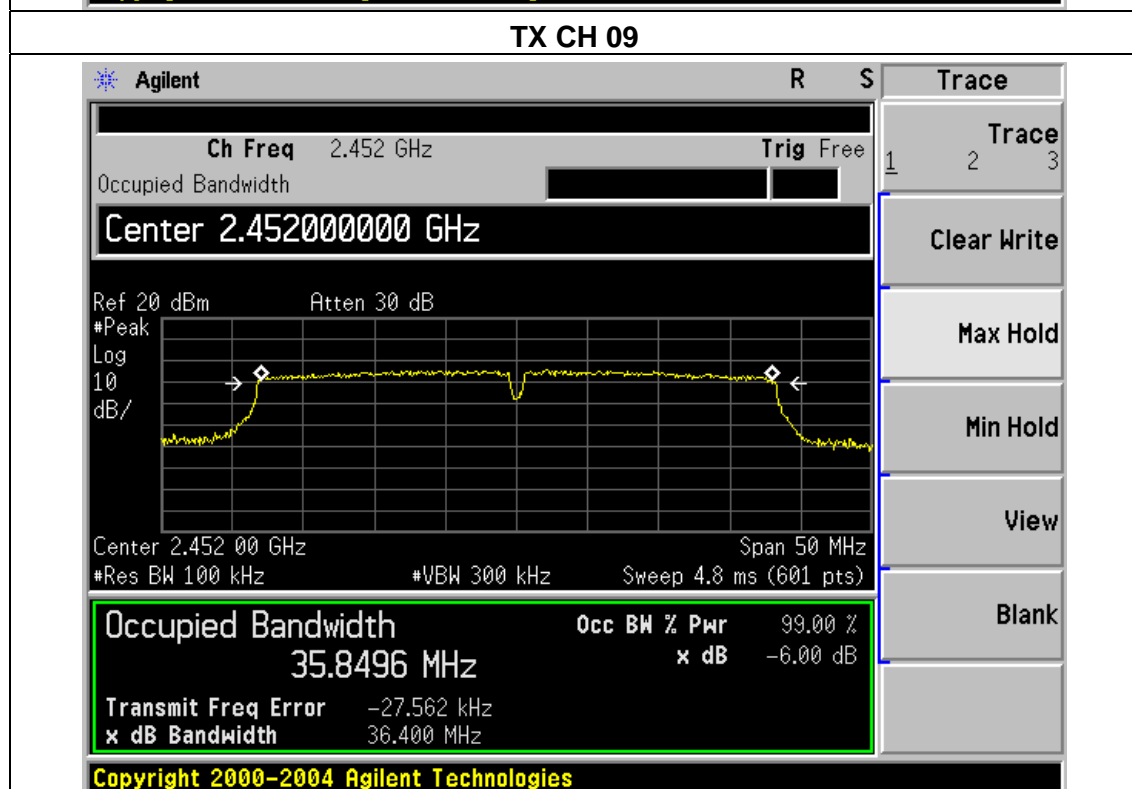 TX CH 09
Agilent R S Trace
Ch Freq 2.452 GHz Trig Free
Occupied Bandwidth
Center 2.452000000 GHz
Ref 20 dBm Atten 30 dB
#Peak
Log
10
dB/
Center 2.452 00 GHz Span 50 MHz
#Res BW 100 kHz #VBW 300 kHz Sweep 4.8 ms (601 pts)
Occupied Bandwidth Occ BW % Pwr 99.00 %
35.8496 MHz x dB -6.00 dB
Transmit Freq Error -27.562 kHz
x dB Bandwidth 36.400 MHz
Trace
1 2 3
Clear Write
Max Hold
Min Hold
View
Blank
Copyright 2000-2004 Agilent Technologies